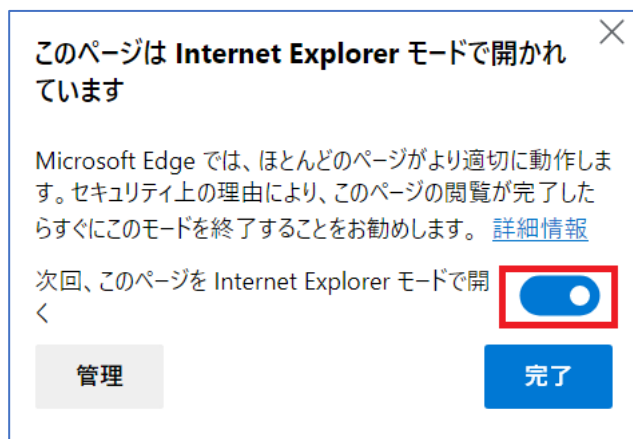 このページは Internet Explorer モードで開かれ
ています
Microsoft Edge では、ほとんどのページがより適切に動作しま
す。セキュリティ上の理由により、このページの閲覧が完了した
らすぐにこのモードを終了することをお勧めします。 詳細情報
次回、このページを Internet Explorer モードで開
く
管理
完了